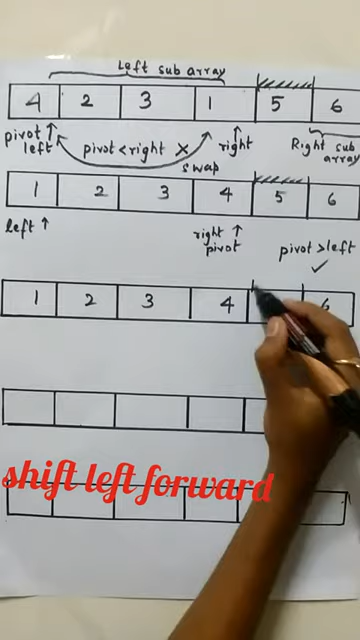 Left sub array
4 2 3 1 5 6
pivot left pivot < right × right Right sub array
swap
1 2 3 4 5 6
left right pivot
pivot > left ✓
1 2 3 4 6
shift left forward